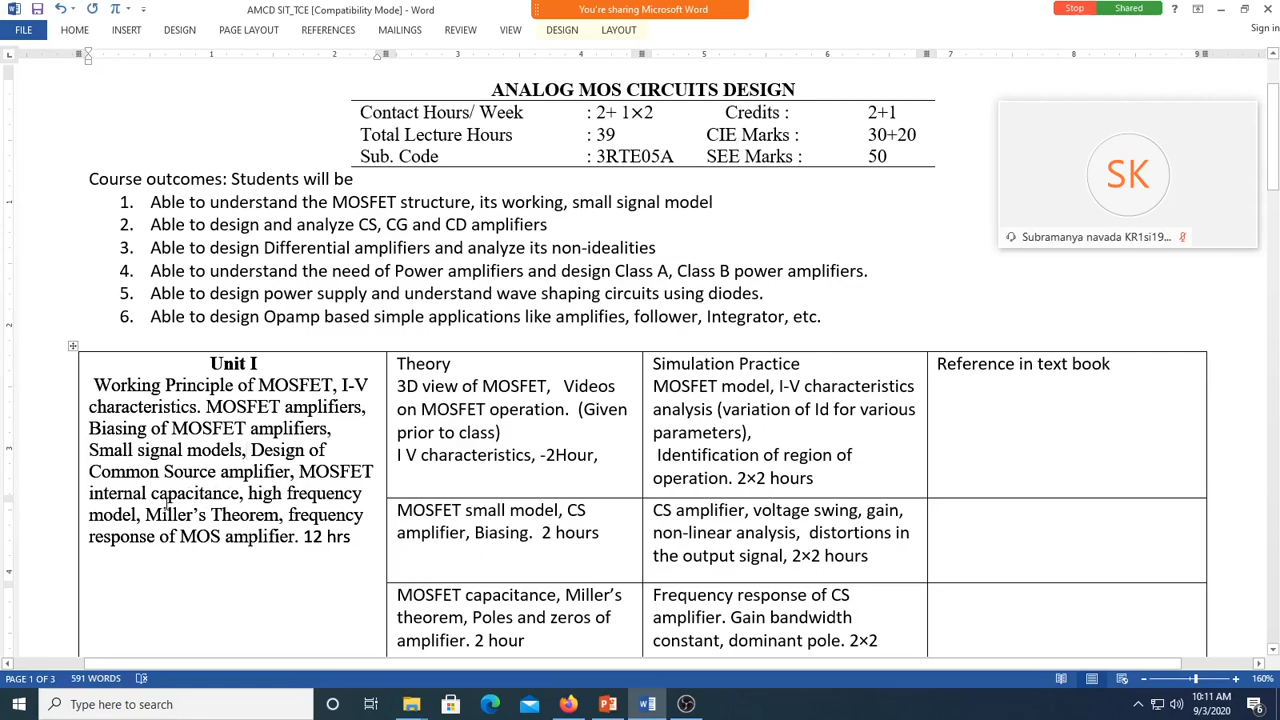 AMCD SIT_TCE [Compatibility Mode] - Word
You're sharing Microsoft Word
Stop
Shared
FILE
HOME
INSERT
DESIGN
PAGE LAYOUT
REFERENCES
MAILINGS
REVIEW
VIEW
DESIGN
LAYOUT
Sign in
ANALOG MOS CIRCUITS DESIGN
Contact Hours/ Week : 2+ 1×2 Credits : 2+1
Total Lecture Hours : 39 CIE Marks : 30+20
Sub. Code : 3RTE05A SEE Marks : 50
Course outcomes: Students will be
1. Able to understand the MOSFET structure, its working, small signal model
2. Able to design and analyze CS, CG and CD amplifiers
3. Able to design Differential amplifiers and analyze its non-idealities
4. Able to understand the need of Power amplifiers and design Class A, Class B power amplifiers.
5. Able to design power supply and understand wave shaping circuits using diodes.
6. Able to design Opamp based simple applications like amplifies, follower, Integrator, etc.
SK
Subramanya navada KR1si19...
Unit I
Working Principle of MOSFET, I-V
characteristics. MOSFET amplifiers,
Biasing of MOSFET amplifiers,
Small signal models, Design of
Common Source amplifier, MOSFET
internal capacitance, high frequency
model, Miller's Theorem, frequency
response of MOS amplifier. 12 hrs
Theory
3D view of MOSFET, Videos
on MOSFET operation. (Given
prior to class)
I V characteristics, -2Hour,
Simulation Practice
MOSFET model, I-V characteristics
analysis (variation of Id for various
parameters),
Identification of region of
operation. 2×2 hours
Reference in text book
MOSFET small model, CS
amplifier, Biasing. 2 hours
CS amplifier, voltage swing, gain,
non-linear analysis, distortions in
the output signal, 2×2 hours
MOSFET capacitance, Miller's
theorem, Poles and zeros of
amplifier. 2 hour
Frequency response of CS
amplifier. Gain bandwidth
constant, dominant pole. 2×2
PAGE 1 OF 3
591 WORDS
160%
Type here to search
10:11 AM
9/3/2020